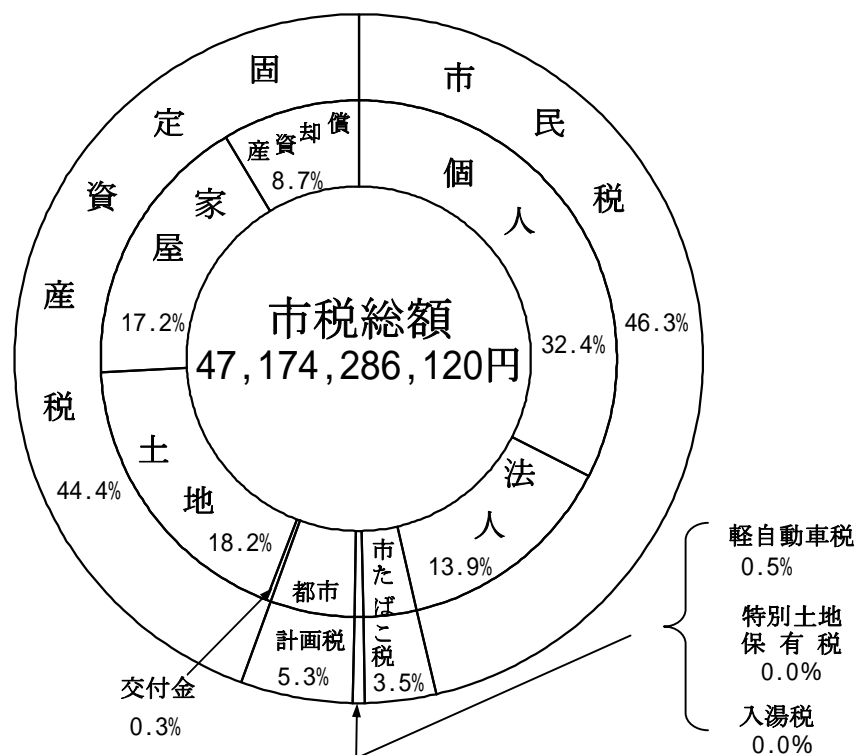 市税総額
47,174,286,120円
市民税
46.3%
個人
32.4%
法人
13.9%
市たばこ税
3.5%
軽自動車税
0.5%
特別土地
保有税
0.0%
入湯税
0.0%
都市
計画税
5.3%
交付金
0.3%
固定資産税
44.4%
土地
18.2%
家屋
17.2%
償却資産
8.7%